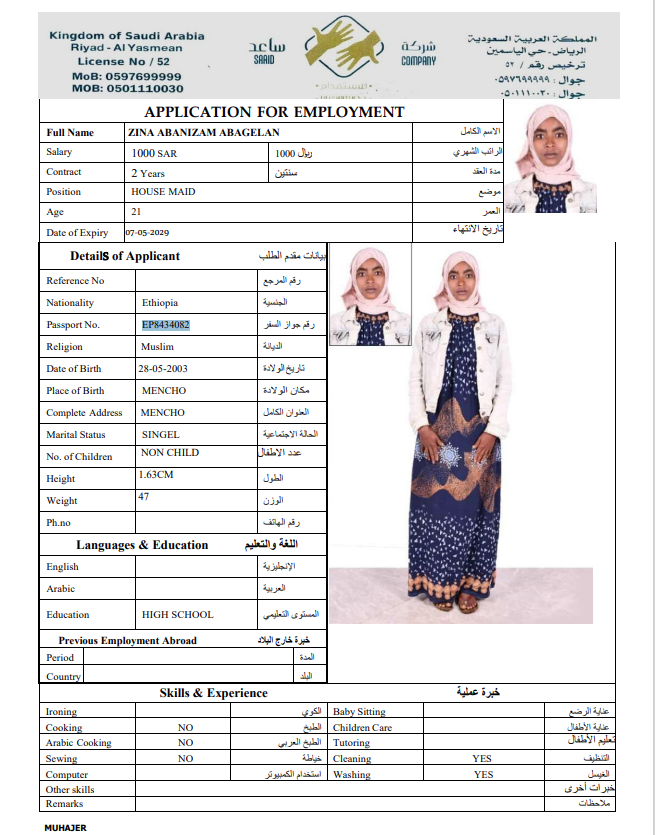 Kingdom of Saudi Arabia
Riyad - Al Yasmean
License No / 52
MoB: 0597699999
MOB: 0501110030
ساعد
SAAID
شركة
COMPANY
للاستقدام
المملكة العربية السعودية
الرياض - حي الياسمين
ترخيص رقم / ٥٢
جوال : ٠٥٩٧٦٩٩٩٩٩
جوال : ٠٥٠١١١٠٠٣٠
APPLICATION FOR EMPLOYMENT
Full Name ZINA ABANIZAM ABAGELAN الاسم الكامل
Salary 1000 SAR 1000 ريال الراتب الشهري
Contract 2 Years سنتين مدة العقد
Position HOUSE MAID موضع
Age 21 العمر
Date of Expiry 07-05-2029 تاريخ الانتهاء
Details of Applicant بيانات مقدم الطلب
Reference No رقم المرجع
Nationality Ethiopia الجنسية
Passport No. EP8434082 رقم جواز السفر
Religion Muslim الديانة
Date of Birth 28-05-2003 تاريخ الولادة
Place of Birth MENCHO مكان الولادة
Complete Address MENCHO العنوان الكامل
Marital Status SINGEL الحالة الاجتماعية
No. of Children NON CHILD عدد الاطفال
Height 1.63CM الطول
Weight 47 الوزن
Ph.no رقم الهاتف
Languages & Education اللغة والتعليم
English الإنجليزية
Arabic العربية
Education HIGH SCHOOL المستوى التعليمي
Previous Employment Abroad خبرة خارج البلاد
Period المدة
Country البلد
Skills & Experience خبرة عملية
Ironing الكوي Baby Sitting عناية الرضع
Cooking NO الطبخ Children Care عناية الأطفال
Arabic Cooking NO الطبخ العربي Tutoring تعليم الأطفال
Sewing NO خياطة Cleaning YES التنظيف
Computer استخدام الكمبيوتر Washing YES الغسيل
Other skills خبرات أخرى
Remarks ملاحظات
MUHAJER